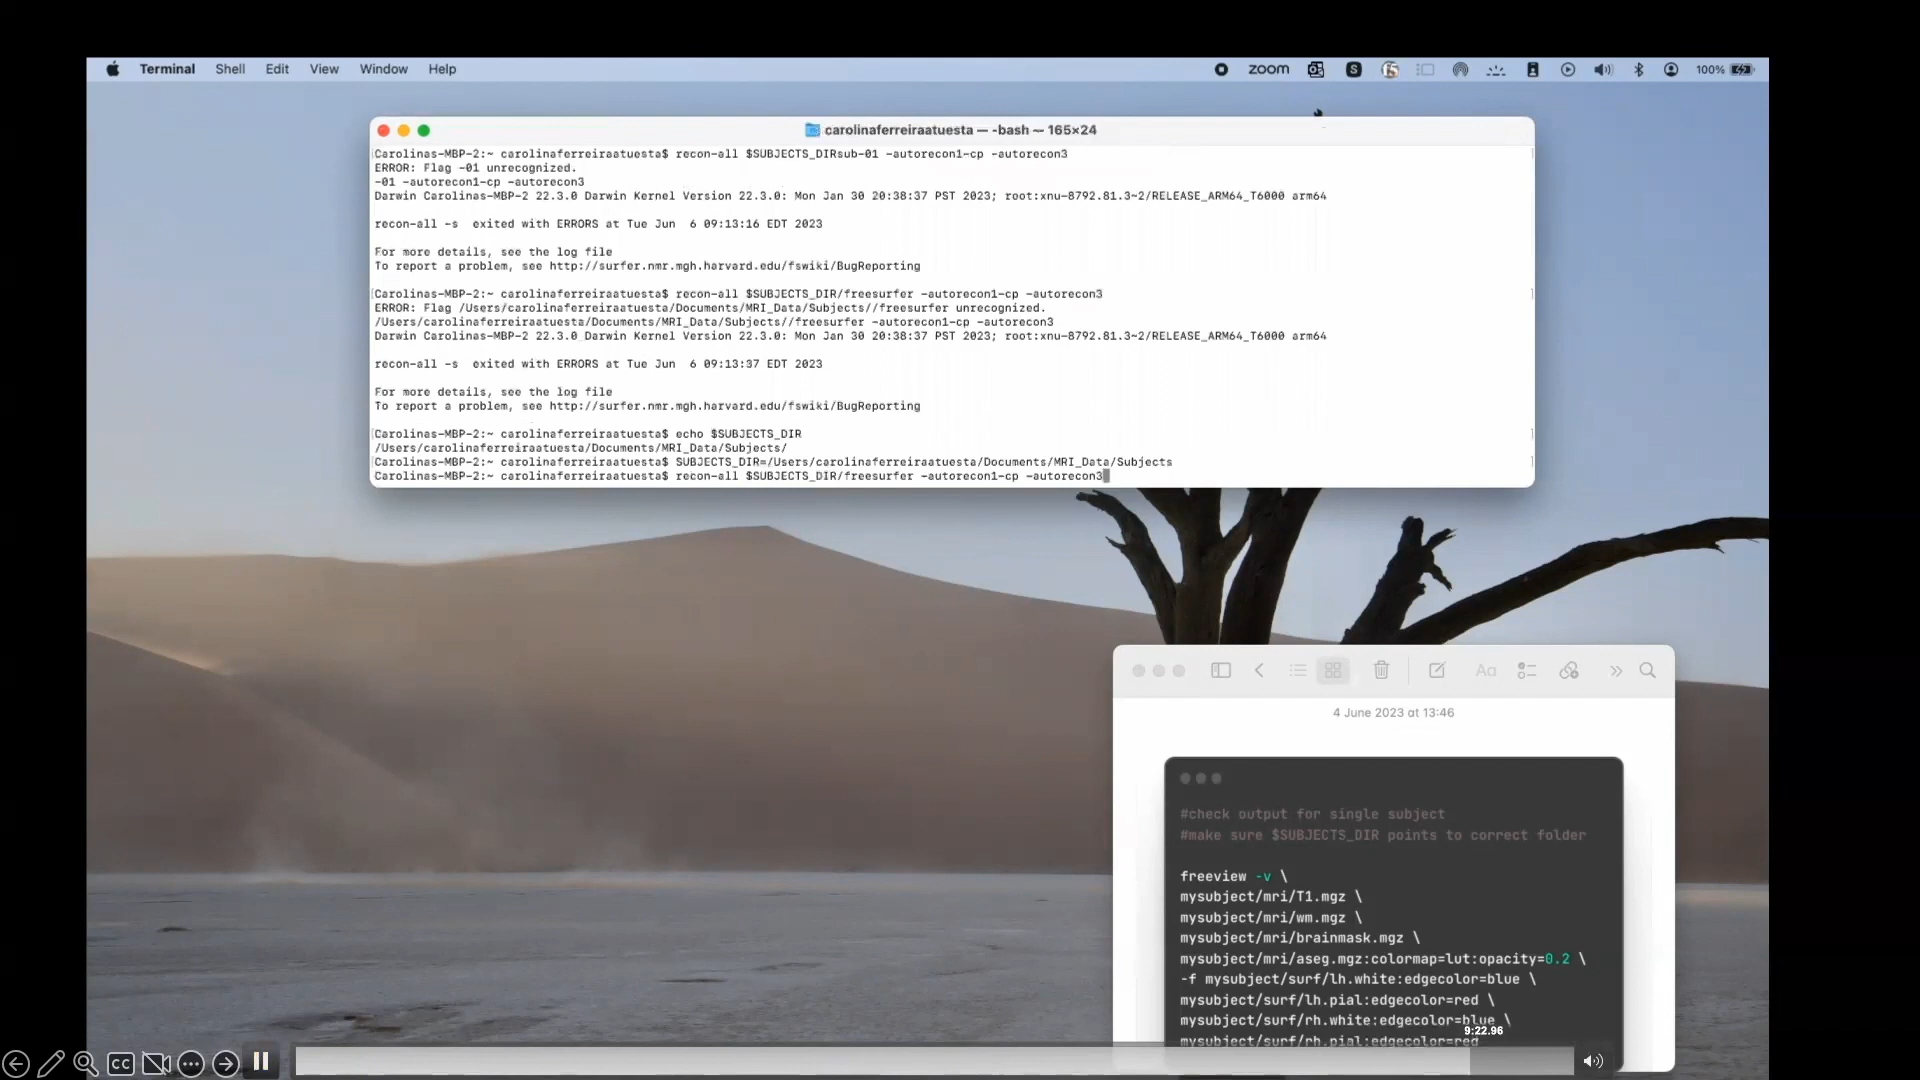 Terminal Shell Edit View Window Help
zoom 100%
carolinaferreiraatuesta — -bash — 165×24
Carolinas-MBP-2:~ carolinaferreiraatuesta$ recon-all $SUBJECTS_DIRsub-01 -autorecon1-cp -autorecon3
ERROR: Flag -01 unrecognized.
-01 -autorecon1-cp -autorecon3
Darwin Carolinas-MBP-2 22.3.0 Darwin Kernel Version 22.3.0: Mon Jan 30 20:38:37 PST 2023; root:xnu-8792.81.3~2/RELEASE_ARM64_T6000 arm64
recon-all -s  exited with ERRORS at Tue Jun  6 09:13:16 EDT 2023
For more details, see the log file
To report a problem, see http://surfer.nmr.mgh.harvard.edu/fswiki/BugReporting
Carolinas-MBP-2:~ carolinaferreiraatuesta$ recon-all $SUBJECTS_DIR/freesurfer -autorecon1-cp -autorecon3
ERROR: Flag /Users/carolinaferreiraatuesta/Documents/MRI_Data/Subjects//freesurfer unrecognized.
/Users/carolinaferreiraatuesta/Documents/MRI_Data/Subjects//freesurfer -autorecon1-cp -autorecon3
Darwin Carolinas-MBP-2 22.3.0 Darwin Kernel Version 22.3.0: Mon Jan 30 20:38:37 PST 2023; root:xnu-8792.81.3~2/RELEASE_ARM64_T6000 arm64
recon-all -s  exited with ERRORS at Tue Jun  6 09:13:37 EDT 2023
For more details, see the log file
To report a problem, see http://surfer.nmr.mgh.harvard.edu/fswiki/BugReporting
Carolinas-MBP-2:~ carolinaferreiraatuesta$ echo $SUBJECTS_DIR
/Users/carolinaferreiraatuesta/Documents/MRI_Data/Subjects/
Carolinas-MBP-2:~ carolinaferreiraatuesta$ SUBJECTS_DIR=/Users/carolinaferreiraatuesta/Documents/MRI_Data/Subjects
Carolinas-MBP-2:~ carolinaferreiraatuesta$ recon-all $SUBJECTS_DIR/freesurfer -autorecon1-cp -autorecon3
Aa
4 June 2023 at 13:46
#check output for single subject
#make sure $SUBJECTS_DIR points to correct folder
freeview -v \
mysubject/mri/T1.mgz \
mysubject/mri/wm.mgz \
mysubject/mri/brainmask.mgz \
mysubject/mri/aseg.mgz:colormap=lut:opacity=0.2 \
-f mysubject/surf/lh.white:edgecolor=blue \
mysubject/surf/lh.pial:edgecolor=red \
mysubject/surf/rh.white:edgecolor=blue \
mysubject/surf/rh.pial:edgecolor=red
9:22.96
CC